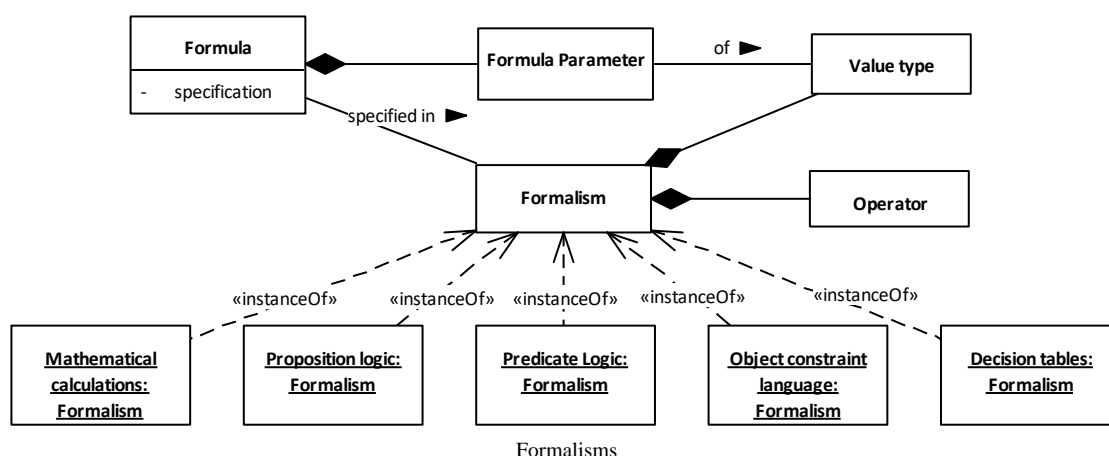 Formula
- specification
Formula Parameter
of ►
Value type
specified in ►
Formalism
Operator
«instanceOf»
«instanceOf»
«instanceOf»
«instanceOf»
«instanceOf»
Mathematical
calculations:
Formalism
Proposition logic:
Formalism
Predicate Logic:
Formalism
Object constraint
language:
Formalism
Decision tables:
Formalism
Formalisms